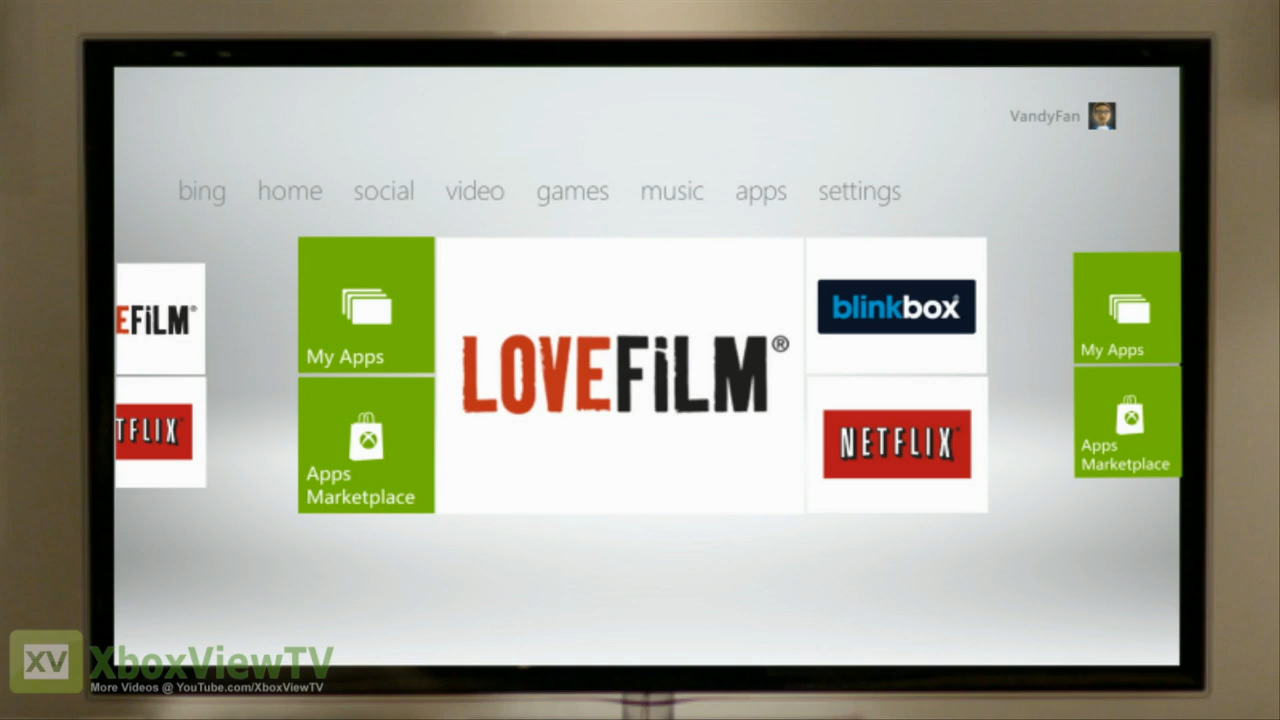 VandyFan
bing home social video games music apps settings
EFiLM®
TFLIX
My Apps
Apps
Marketplace
LOVEFiLM®
blinkbox
NETFLIX
My Apps
Apps
Marketplace
XV XboxViewTV
More Videos @ YouTube.com/XboxViewTV